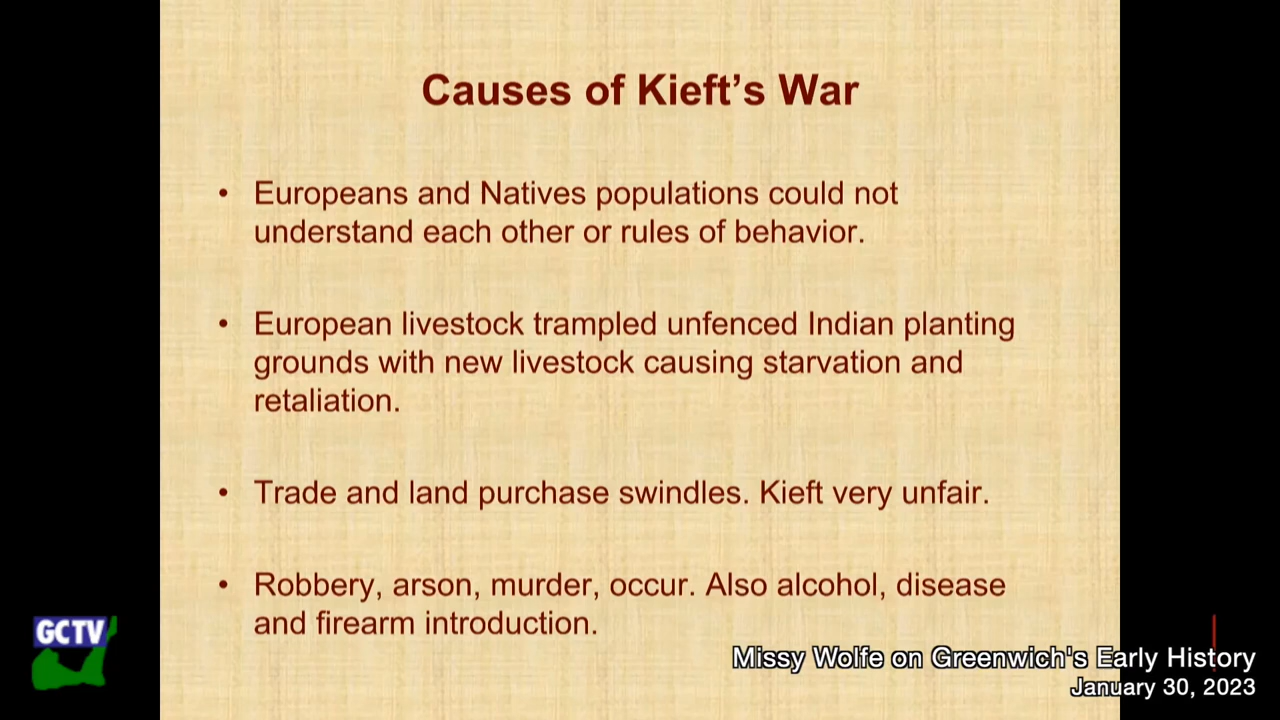 Causes of Kieft’s War
• Europeans and Natives populations could not
understand each other or rules of behavior.
• European livestock trampled unfenced Indian planting
grounds with new livestock causing starvation and
retaliation.
• Trade and land purchase swindles. Kieft very unfair.
• Robbery, arson, murder, occur. Also alcohol, disease
and firearm introduction.
GCTV
Missy Wolfe on Greenwich's Early History
January 30, 2023